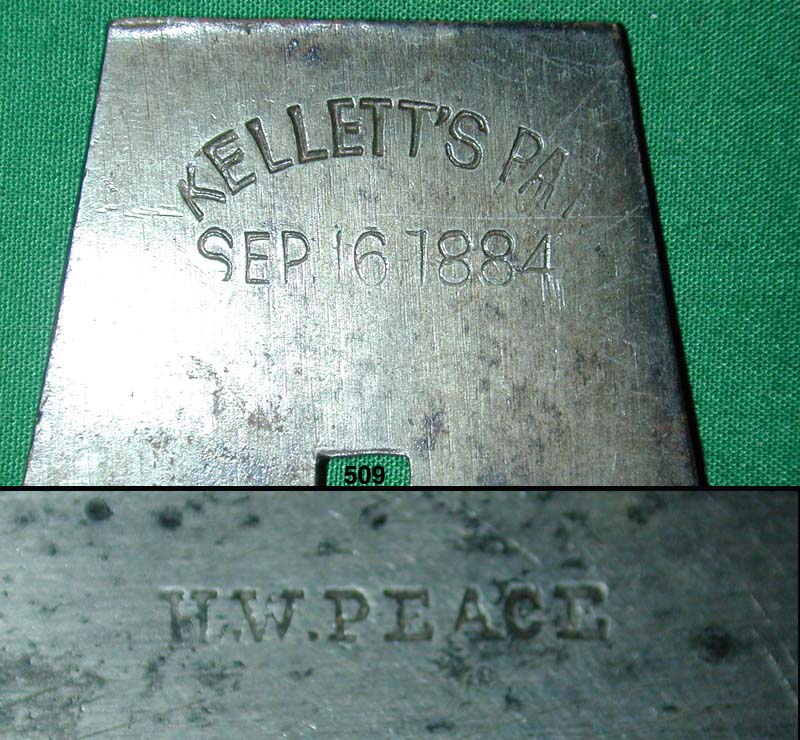 KELLETT'S PAT
SEP. 16 1884
509
H.W.PEACE